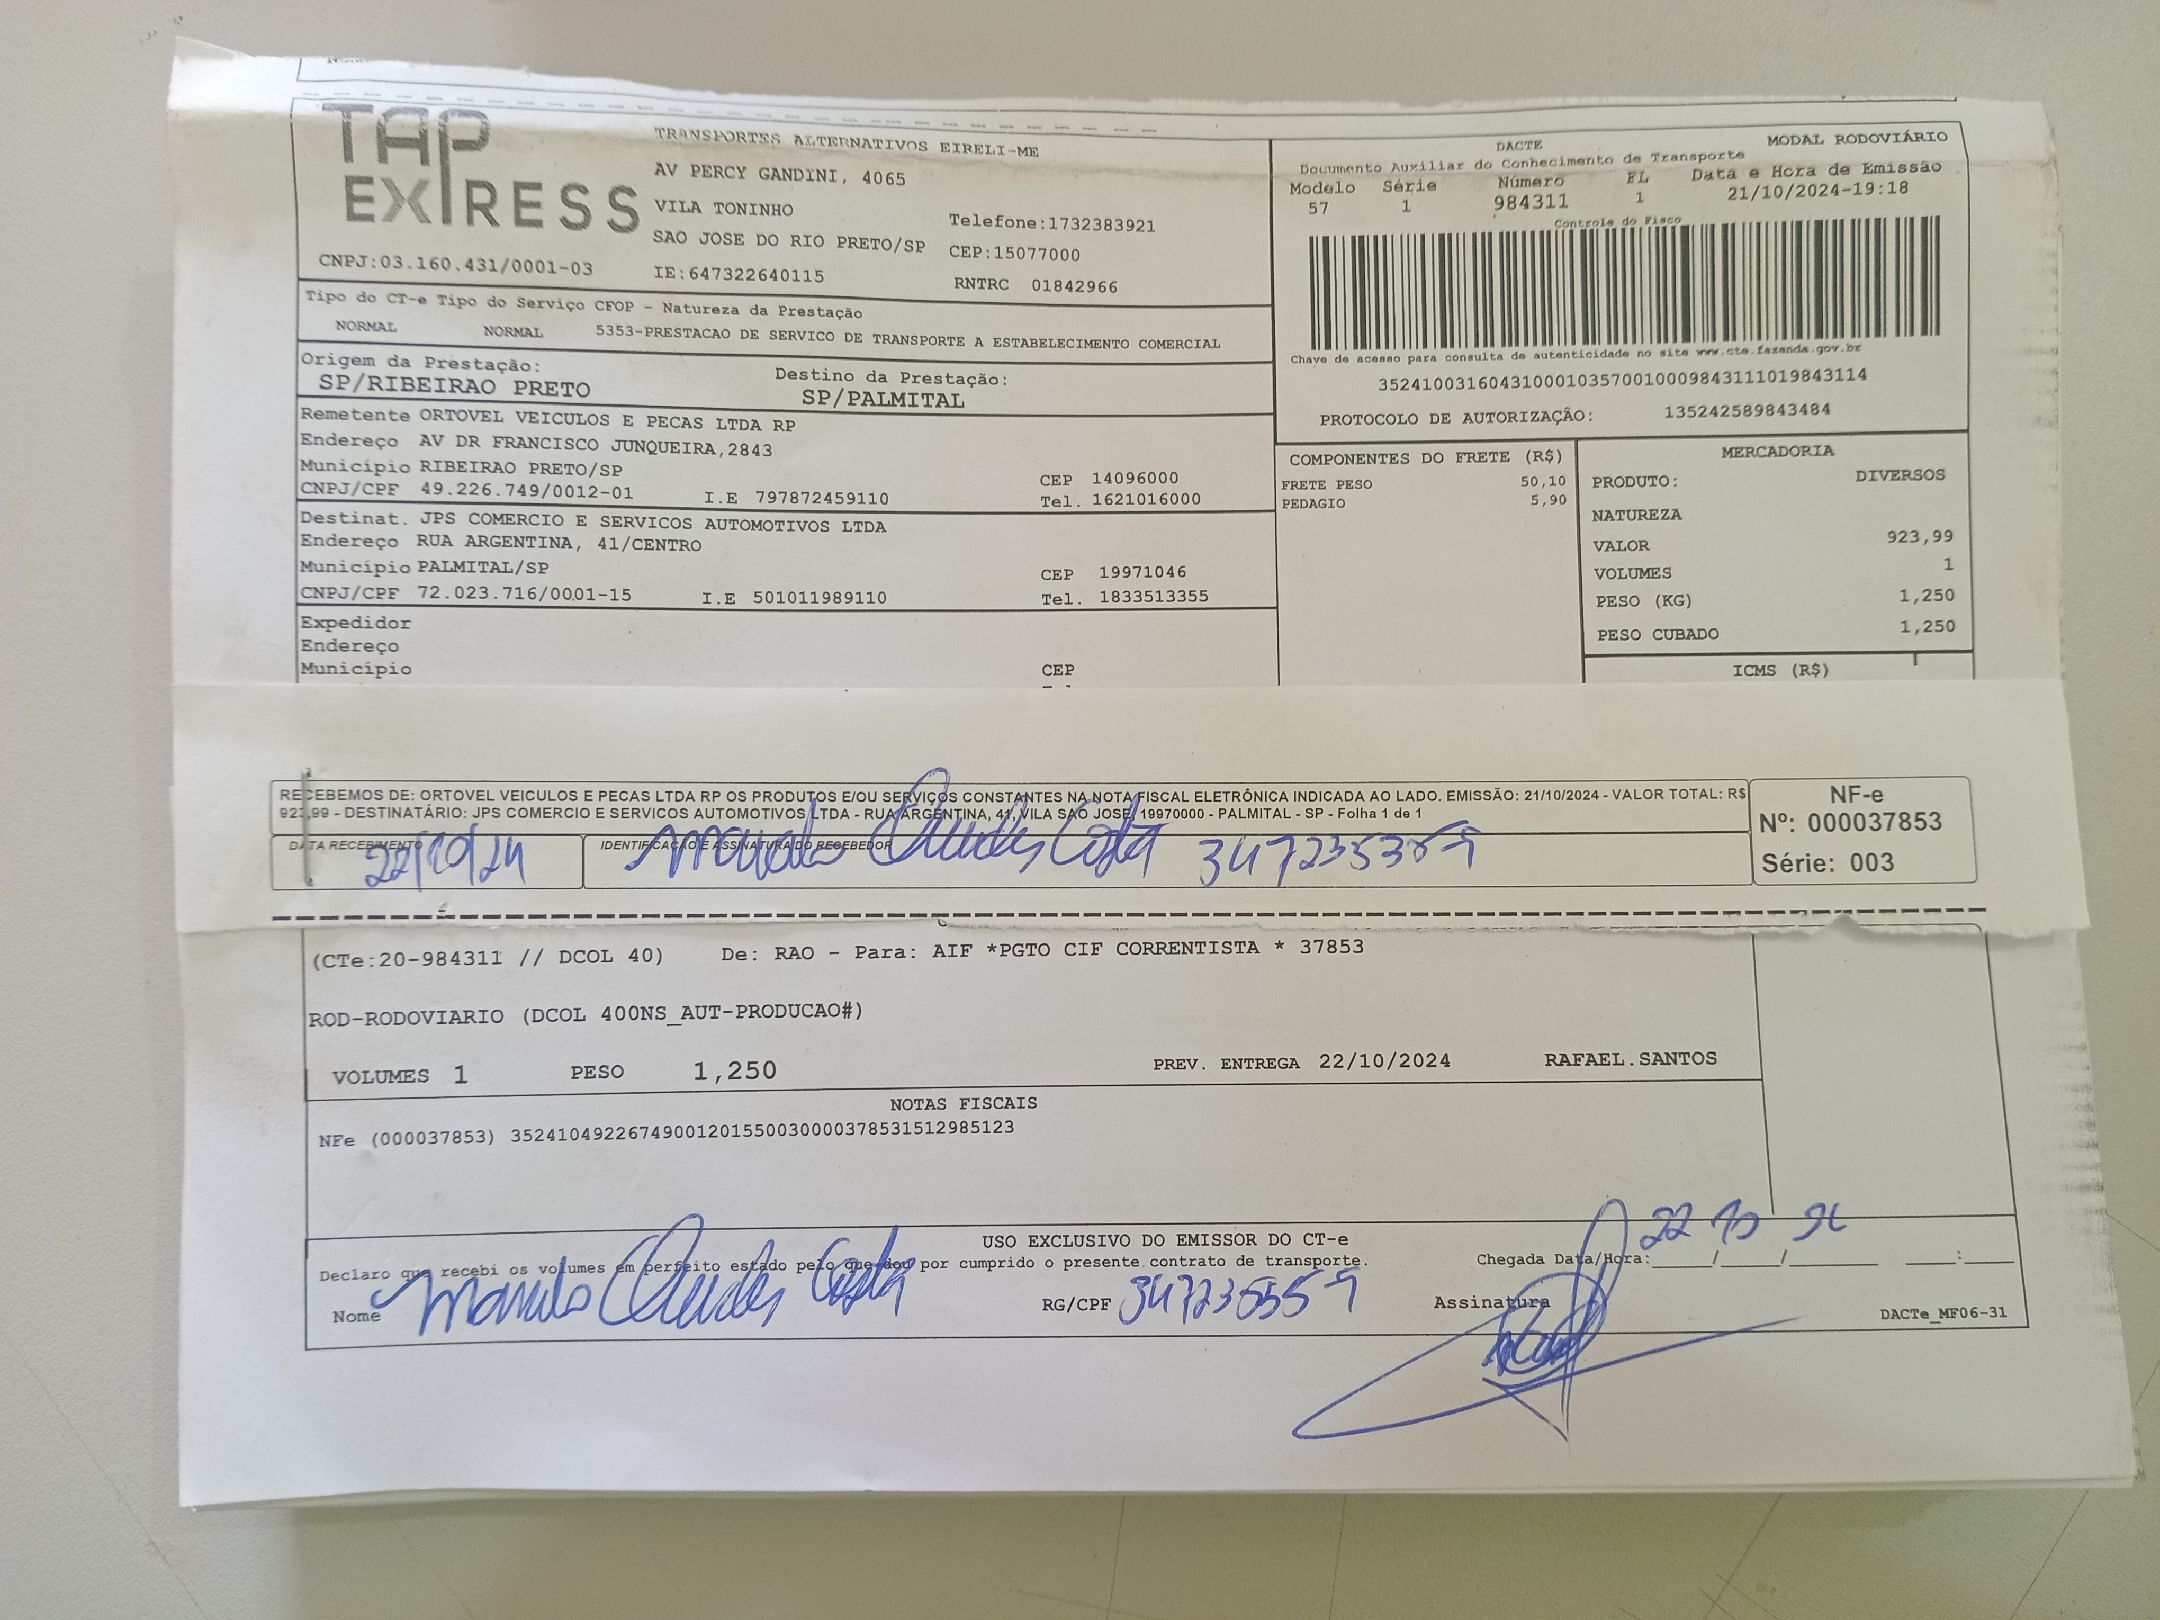 TAP EXPRESS
TRANSPORTES ALTERNATIVOS EIRELI-ME
AV PERCY GANDINI, 4065
VILA TONINHO
Telefone:1732383921
SAO JOSE DO RIO PRETO/SP CEP:15077000
CNPJ:03.160.431/0001-03 IE:647322640115 RNTRC 01842966
DACTE MODAL RODOVIÁRIO
Documento Auxiliar do Conhecimento de Transporte
Modelo Série Número FL Data e Hora de Emissão
57 1 984311 1 21/10/2024-19:18
Controle do Fisco
Chave de acesso para consulta de autenticidade no site www.cte.fazenda.gov.br
35241003160431000103570010009843111019843114
PROTOCOLO DE AUTORIZAÇÃO: 135242589843484
Tipo do CT-e Tipo do Serviço CFOP - Natureza da Prestação
NORMAL NORMAL 5353-PRESTACAO DE SERVICO DE TRANSPORTE A ESTABELECIMENTO COMERCIAL
Origem da Prestação: Destino da Prestação:
SP/RIBEIRAO PRETO SP/PALMITAL
Remetente ORTOVEL VEICULOS E PECAS LTDA RP
Endereço AV DR FRANCISCO JUNQUEIRA,2843
Município RIBEIRAO PRETO/SP CEP 14096000
CNPJ/CPF 49.226.749/0012-01 I.E 797872459110 Tel. 1621016000
Destinat. JPS COMERCIO E SERVICOS AUTOMOTIVOS LTDA
Endereço RUA ARGENTINA, 41/CENTRO
Município PALMITAL/SP CEP 19971046
CNPJ/CPF 72.023.716/0001-15 I.E 501011989110 Tel. 1833513355
Expedidor
Endereço
Município CEP
COMPONENTES DO FRETE (R$)
FRETE PESO 50,10
PEDAGIO 5,90
MERCADORIA
PRODUTO: DIVERSOS
NATUREZA
VALOR 923,99
VOLUMES 1
PESO (KG) 1,250
PESO CUBADO 1,250
ICMS (R$)
RECEBEMOS DE: ORTOVEL VEICULOS E PECAS LTDA RP OS PRODUTOS E/OU SERVIÇOS CONSTANTES NA NOTA FISCAL ELETRÔNICA INDICADA AO LADO. EMISSÃO: 21/10/2024 - VALOR TOTAL: R$
923,99 - DESTINATÁRIO: JPS COMERCIO E SERVICOS AUTOMOTIVOS LTDA - RUA ARGENTINA, 41, VILA SAO JOSE, 19970000 - PALMITAL - SP - Folha 1 de 1
DATA RECEBIMENTO IDENTIFICAÇÃO E ASSINATURA DO RECEBEDOR
22/10/24 Costa
NF-e
Nº: 000037853
Série: 003
(CTe:20-984311 // DCOL 40) De: RAO - Para: AIF *PGTO CIF CORRENTISTA * 37853
ROD-RODOVIARIO (DCOL 400NS_AUT-PRODUCAO#)
VOLUMES 1 PESO 1,250 PREV. ENTREGA 22/10/2024 RAFAEL.SANTOS
NOTAS FISCAIS
NFe (000037853) 35241049226749001201550030000378531512985123
USO EXCLUSIVO DO EMISSOR DO CT-e
Declaro que recebi os volumes em perfeito estado pelo que dou por cumprido o presente contrato de transporte. Chegada Data/Hora: 22 10
Nome Costa RG/CPF Assinatura DACTe_MF06-31